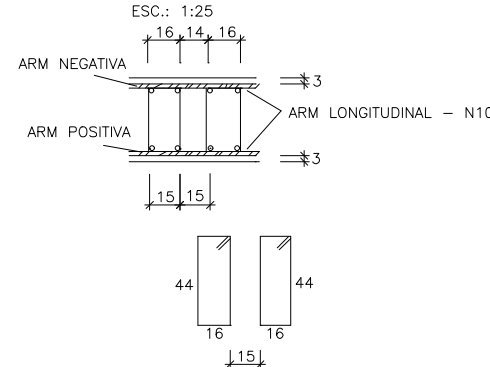 ESC.: 1:25
16 14 16
ARM NEGATIVA
3
ARM LONGITUDINAL – N10
ARM POSITIVA
3
15 15
44 44
16 16
15